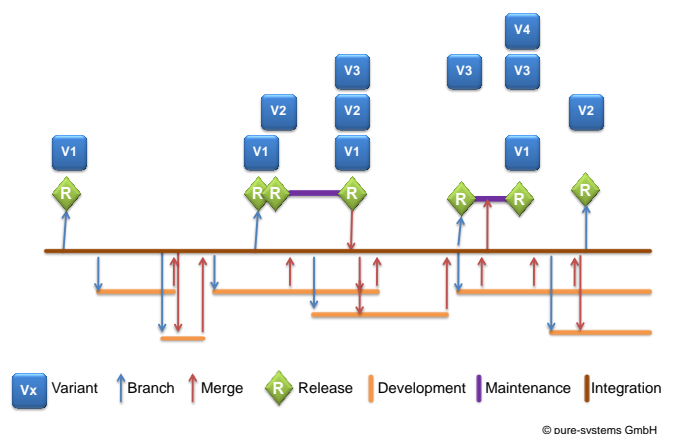 V4
V3 V3 V3
V2 V2 V2
V1 V1 V1 V1
R R R R R R R
Vx Variant Branch Merge R Release Development Maintenance Integration
© pure-systems GmbH